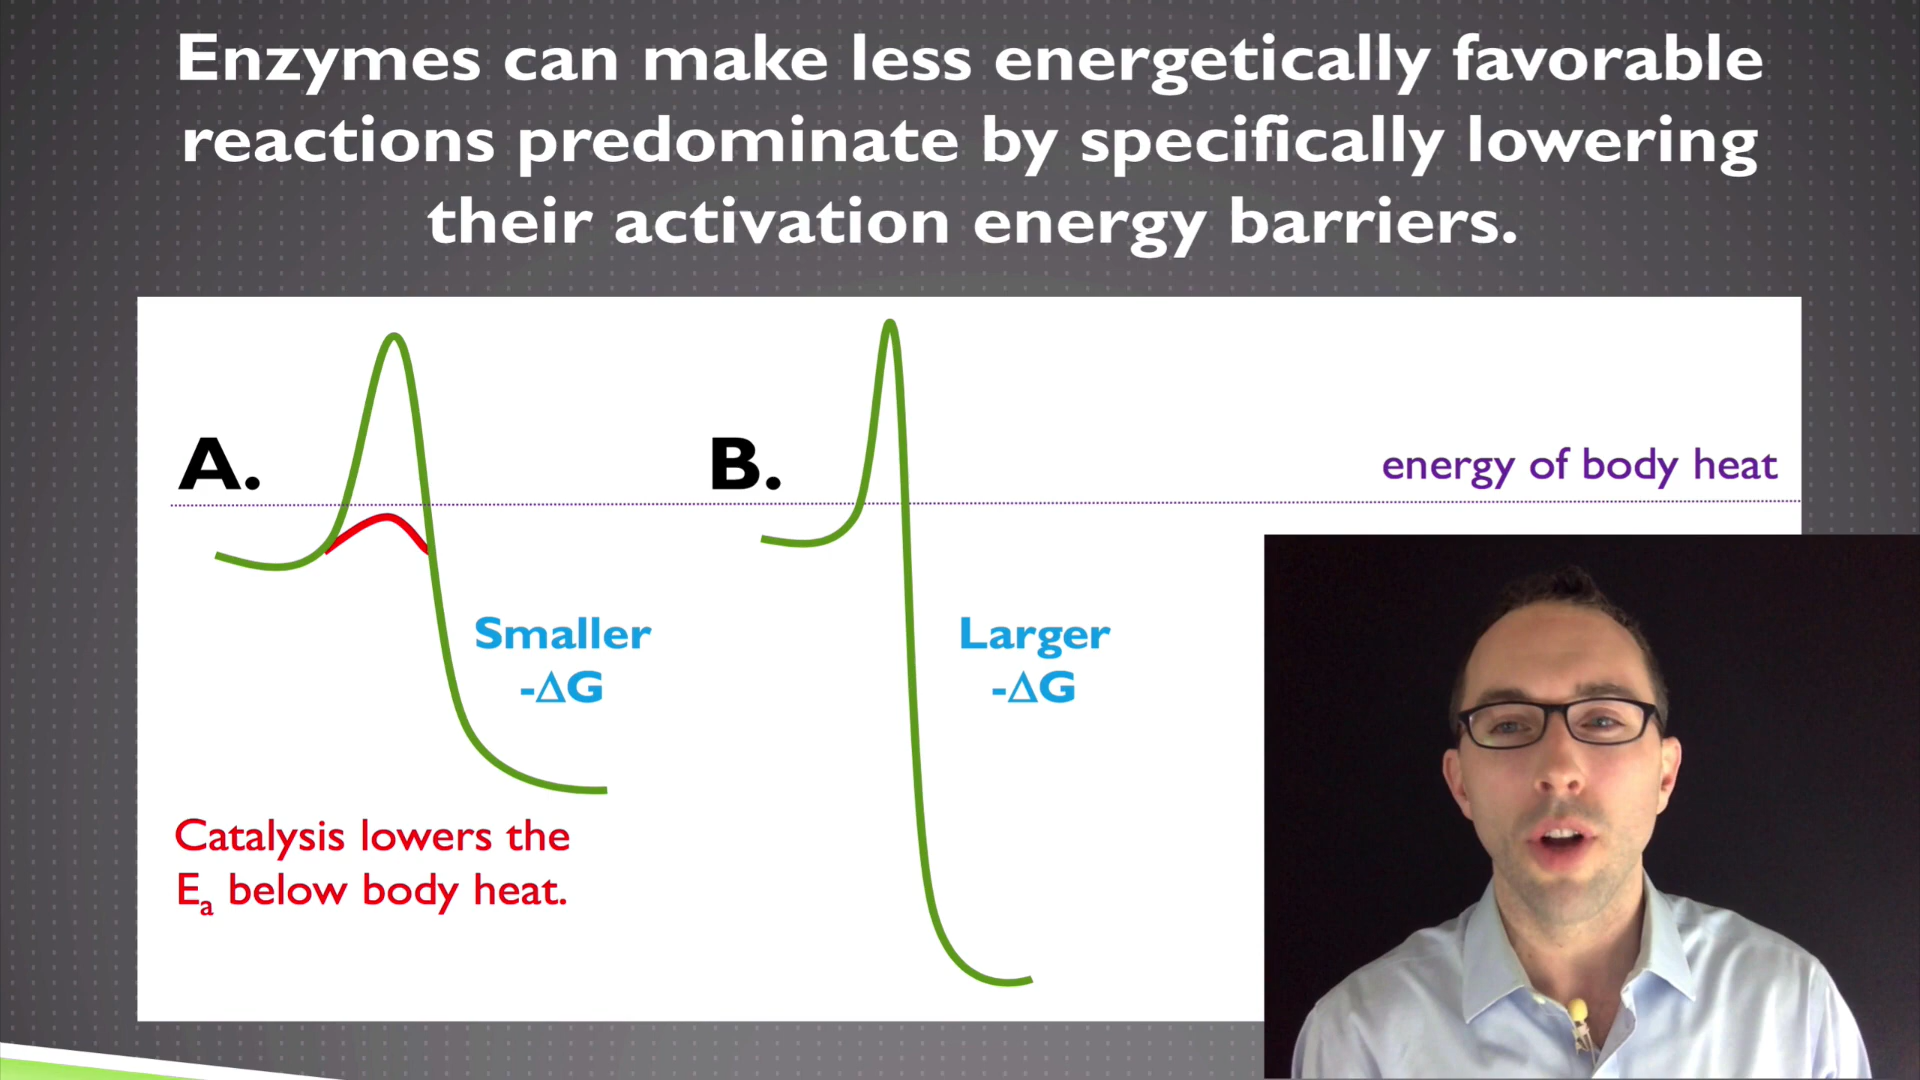 Enzymes can make less energetically favorable
reactions predominate by specifically lowering
their activation energy barriers.
A.
B.
energy of body heat
Smaller
-ΔG
Larger
-ΔG
Catalysis lowers the
Ea below body heat.